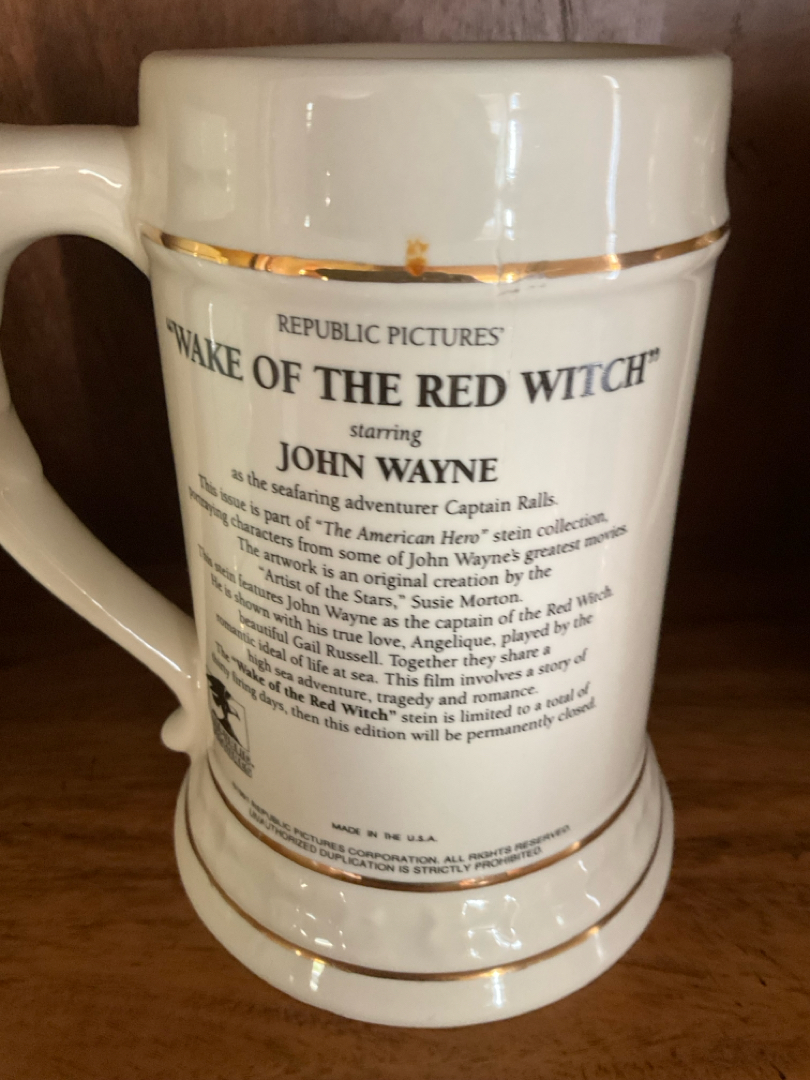 REPUBLIC PICTURES'
"WAKE OF THE RED WITCH"
starring
JOHN WAYNE
as the seafaring adventurer Captain Ralls.
This issue is part of "The American Hero" stein collection,
portraying characters from some of John Wayne's greatest movies.
The artwork is an original creation by the
"Artist of the Stars," Susie Morton.
This stein features John Wayne as the captain of the Red Witch.
He is shown with his true love, Angelique, played by the
beautiful Gail Russell. Together they share a
romantic ideal of life at sea. This film involves a story of
high sea adventure, tragedy and romance.
The "Wake of the Red Witch" stein is limited to a total of
firing days, then this edition will be permanently closed.
MADE IN THE U.S.A.
REPUBLIC PICTURES CORPORATION. ALL RIGHTS RESERVED.
UNAUTHORIZED DUPLICATION IS STRICTLY PROHIBITED.